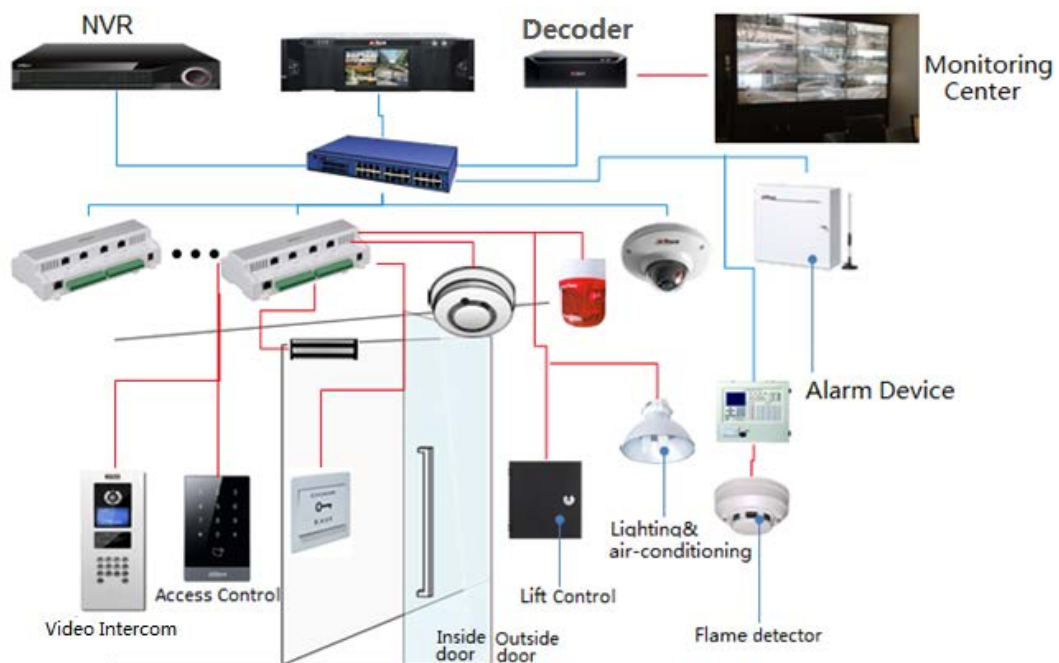 NVR
Decoder
Monitoring
Center
Alarm Device
Lighting&
air-conditioning
Access Control
Lift Control
Video Intercom
Inside
door
Outside
door
Flame detector